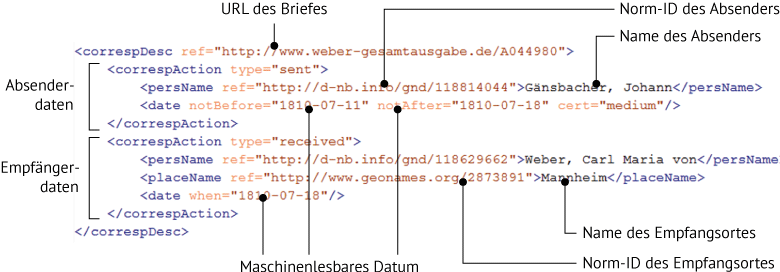 URL des Briefes
Norm-ID des Absenders
Name des Absenders
<correspDesc ref="http://www.weber-gesamtausgabe.de/A044980">
<correspAction type="sent">
Absender-
daten
<persName ref="http://d-nb.info/gnd/118814044">Gänsbacher, Johann</persName>
<date notBefore="1810-07-11" notAfter="1810-07-18" cert="medium"/>
</correspAction>
<correspAction type="received">
Empfänger-
daten
<persName ref="http://d-nb.info/gnd/118629662">Weber, Carl Maria von</persName
<placeName ref="http://www.geonames.org/2873891">Mannheim</placeName>
<date when="1810-07-18"/>
</correspAction>
</correspDesc>
Name des Empfangsortes
Maschinenlesbares Datum
Norm-ID des Empfangsortes